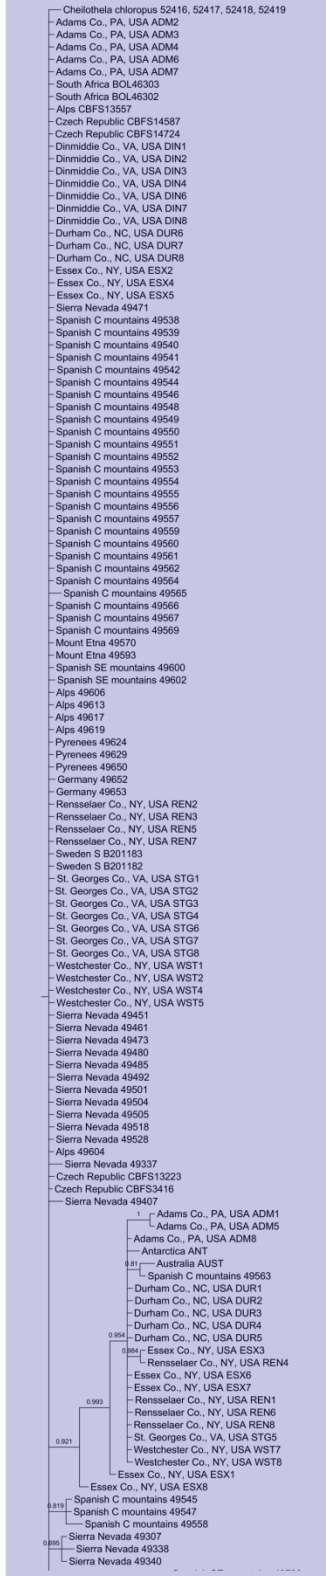 Cheilothela chloropus 52416, 52417, 52418, 52419
Adams Co., PA, USA ADM2
Adams Co., PA, USA ADM3
Adams Co., PA, USA ADM4
Adams Co., PA, USA ADM6
Adams Co., PA, USA ADM7
South Africa BOL46303
South Africa BOL46302
Alps CBFS13557
Czech Republic CBFS14587
Czech Republic CBFS14724
Dinmiddie Co., VA, USA DIN1
Dinmiddie Co., VA, USA DIN2
Dinmiddie Co., VA, USA DIN3
Dinmiddie Co., VA, USA DIN4
Dinmiddie Co., VA, USA DIN6
Dinmiddie Co., VA, USA DIN7
Dinmiddie Co., VA, USA DIN8
Durham Co., NC, USA DUR6
Durham Co., NC, USA DUR7
Durham Co., NC, USA DUR8
Essex Co., NY, USA ESX2
Essex Co., NY, USA ESX4
Essex Co., NY, USA ESX5
Sierra Nevada 49471
Spanish C mountains 49538
Spanish C mountains 49539
Spanish C mountains 49540
Spanish C mountains 49541
Spanish C mountains 49542
Spanish C mountains 49544
Spanish C mountains 49546
Spanish C mountains 49548
Spanish C mountains 49549
Spanish C mountains 49550
Spanish C mountains 49551
Spanish C mountains 49552
Spanish C mountains 49553
Spanish C mountains 49554
Spanish C mountains 49555
Spanish C mountains 49556
Spanish C mountains 49557
Spanish C mountains 49559
Spanish C mountains 49560
Spanish C mountains 49561
Spanish C mountains 49562
Spanish C mountains 49564
Spanish C mountains 49565
Spanish C mountains 49566
Spanish C mountains 49567
Spanish C mountains 49569
Mount Etna 49570
Mount Etna 49593
Spanish SE mountains 49600
Spanish SE mountains 49602
Alps 49606
Alps 49613
Alps 49617
Alps 49619
Pyrenees 49624
Pyrenees 49629
Pyrenees 49650
Germany 49652
Germany 49653
Rensselaer Co., NY, USA REN2
Rensselaer Co., NY, USA REN3
Rensselaer Co., NY, USA REN5
Rensselaer Co., NY, USA REN7
Sweden S B201183
Sweden S B201182
St. Georges Co., VA, USA STG1
St. Georges Co., VA, USA STG2
St. Georges Co., VA, USA STG3
St. Georges Co., VA, USA STG4
St. Georges Co., VA, USA STG6
St. Georges Co., VA, USA STG7
St. Georges Co., VA, USA STG8
Westchester Co., NY, USA WST1
Westchester Co., NY, USA WST2
Westchester Co., NY, USA WST4
Westchester Co., NY, USA WST5
Sierra Nevada 49451
Sierra Nevada 49461
Sierra Nevada 49473
Sierra Nevada 49480
Sierra Nevada 49485
Sierra Nevada 49492
Sierra Nevada 49501
Sierra Nevada 49504
Sierra Nevada 49505
Sierra Nevada 49518
Sierra Nevada 49528
Alps 49604
Sierra Nevada 49337
Czech Republic CBFS13223
Czech Republic CBFS3416
Sierra Nevada 49407
1
Adams Co., PA, USA ADM1
Adams Co., PA, USA ADM5
Adams Co., PA, USA ADM8
Antarctica ANT
0.81
Australia AUST
Spanish C mountains 49563
Durham Co., NC, USA DUR1
Durham Co., NC, USA DUR2
Durham Co., NC, USA DUR3
Durham Co., NC, USA DUR4
0.954
Durham Co., NC, USA DUR5
0.984
Essex Co., NY, USA ESX3
Rensselaer Co., NY, USA REN4
Essex Co., NY, USA ESX6
Essex Co., NY, USA ESX7
0.993
Rensselaer Co., NY, USA REN1
Rensselaer Co., NY, USA REN6
Rensselaer Co., NY, USA REN8
St. Georges Co., VA, USA STG5
0.921
Westchester Co., NY, USA WST7
Westchester Co., NY, USA WST8
Essex Co., NY, USA ESX1
Essex Co., NY, USA ESX8
0.819
Spanish C mountains 49545
Spanish C mountains 49547
Spanish C mountains 49558
Sierra Nevada 49307
0.895
Sierra Nevada 49338
Sierra Nevada 49340